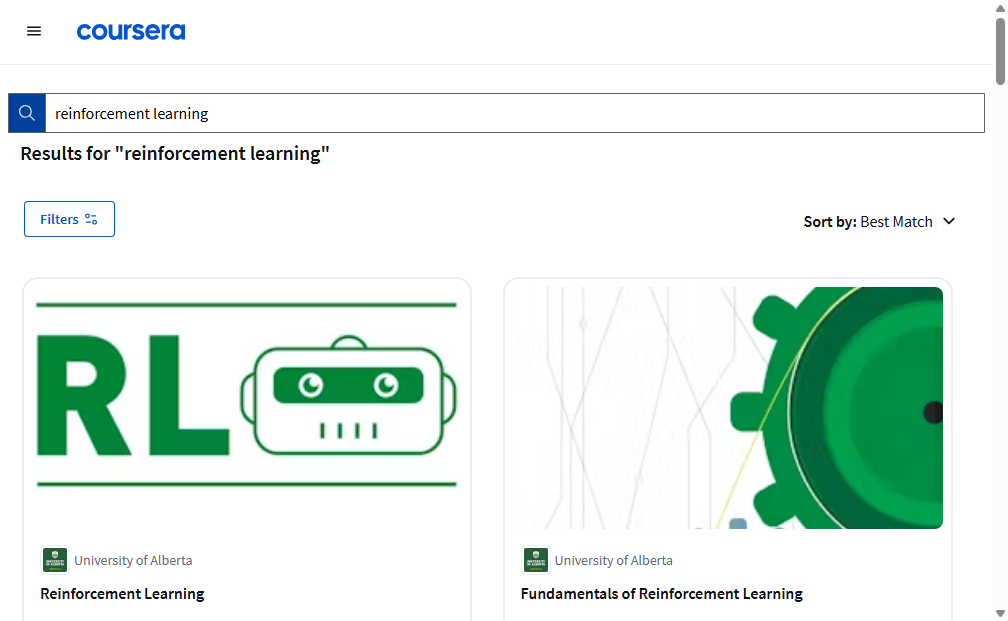 coursera
reinforcement learning
Results for "reinforcement learning"
Filters
Sort by: Best Match
RL
University of Alberta
Reinforcement Learning
University of Alberta
Fundamentals of Reinforcement Learning